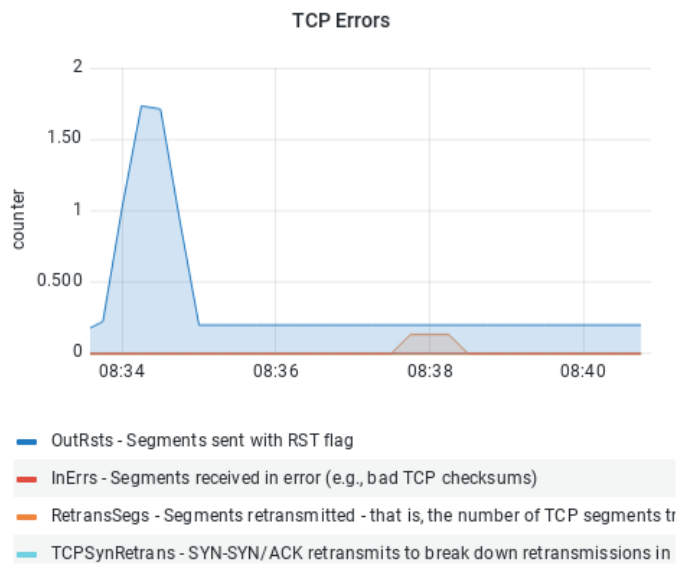 TCP Errors
2
1.50
1
0.500
0
counter
08:34 08:36 08:38 08:40
OutRsts - Segments sent with RST flag
InErrs - Segments received in error (e.g., bad TCP checksums)
RetransSegs - Segments retransmitted - that is, the number of TCP segments tr
TCPSynRetrans - SYN-SYN/ACK retransmits to break down retransmissions in